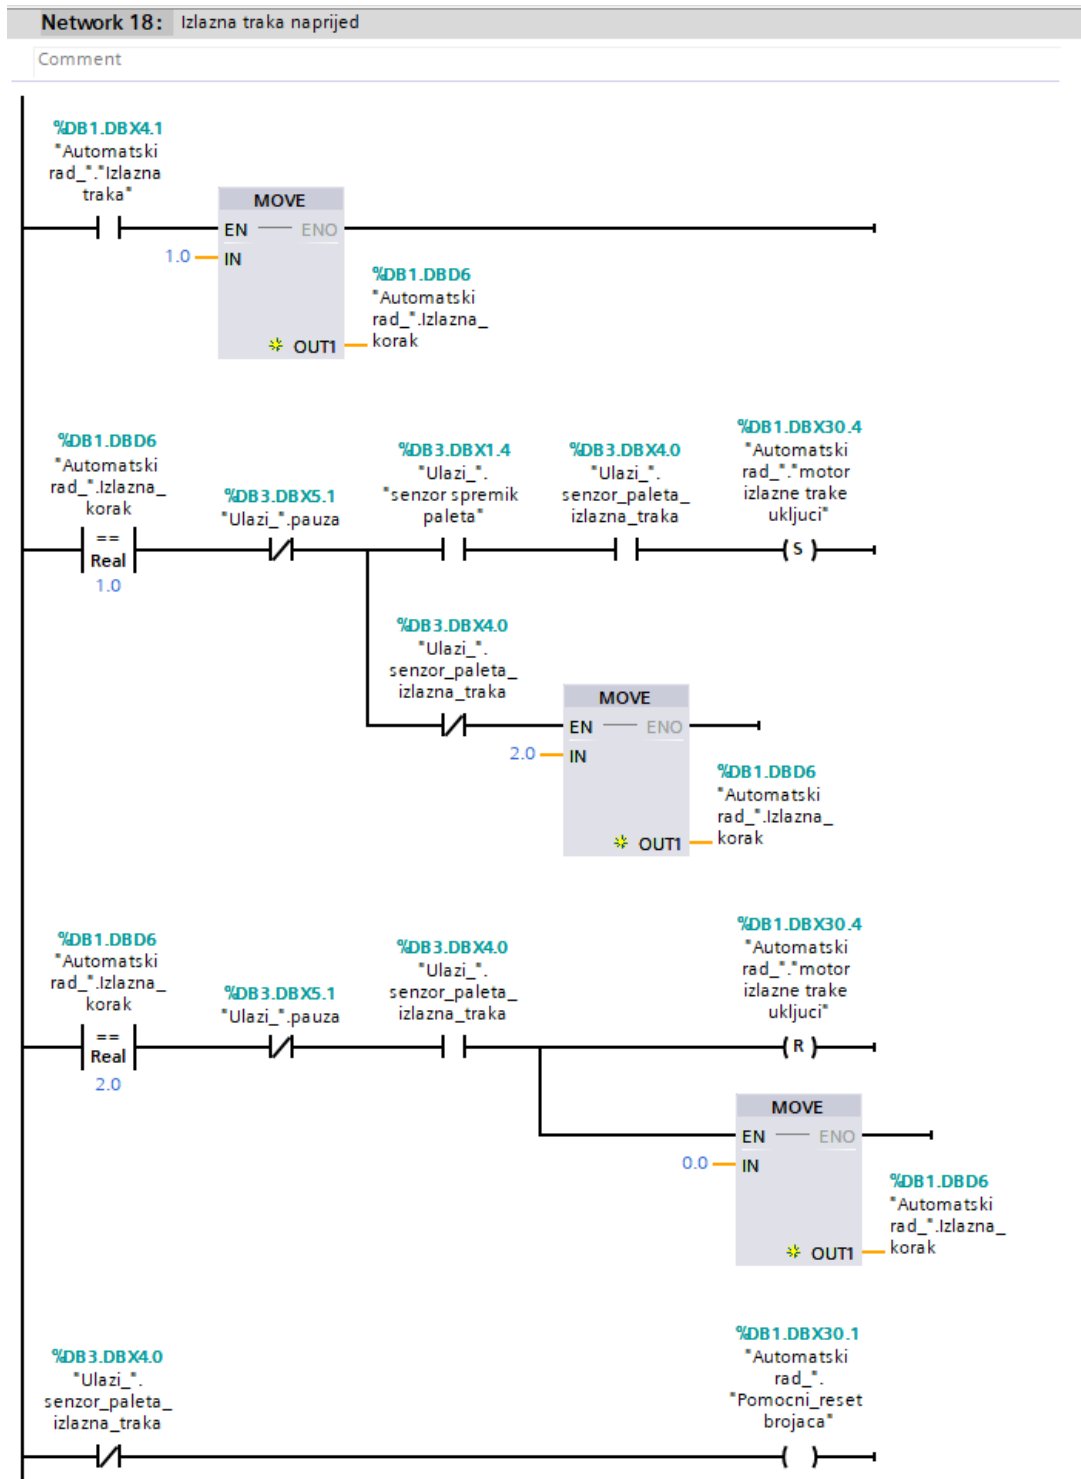 Network 18: Izlazna traka naprijed
Comment
%DB1.DBX4.1
"Automatski
rad_"."Izlazna
traka"
MOVE
EN ENO
1.0 IN
%DB1.DBD6
"Automatski
rad_".Izlazna_
korak
OUT1
%DB1.DBD6
"Automatski
rad_".Izlazna_
korak
==
Real
1.0
%DB3.DBX5.1
"Ulazi_".pauza
%DB3.DBX1.4
"Ulazi_".
"senzor spremik
paleta"
%DB3.DBX4.0
"Ulazi_".
senzor_paleta_
izlazna_traka
%DB1.DBX30.4
"Automatski
rad_"."motor
izlazne trake
ukljuci"
S
%DB3.DBX4.0
"Ulazi_".
senzor_paleta_
izlazna_traka
MOVE
EN ENO
2.0 IN
%DB1.DBD6
"Automatski
rad_".Izlazna_
korak
OUT1
%DB1.DBD6
"Automatski
rad_".Izlazna_
korak
==
Real
2.0
%DB3.DBX5.1
"Ulazi_".pauza
%DB3.DBX4.0
"Ulazi_".
senzor_paleta_
izlazna_traka
%DB1.DBX30.4
"Automatski
rad_"."motor
izlazne trake
ukljuci"
R
MOVE
EN ENO
0.0 IN
%DB1.DBD6
"Automatski
rad_".Izlazna_
korak
OUT1
%DB3.DBX4.0
"Ulazi_".
senzor_paleta_
izlazna_traka
%DB1.DBX30.1
"Automatski
rad_".
"Pomocni_reset
brojaca"